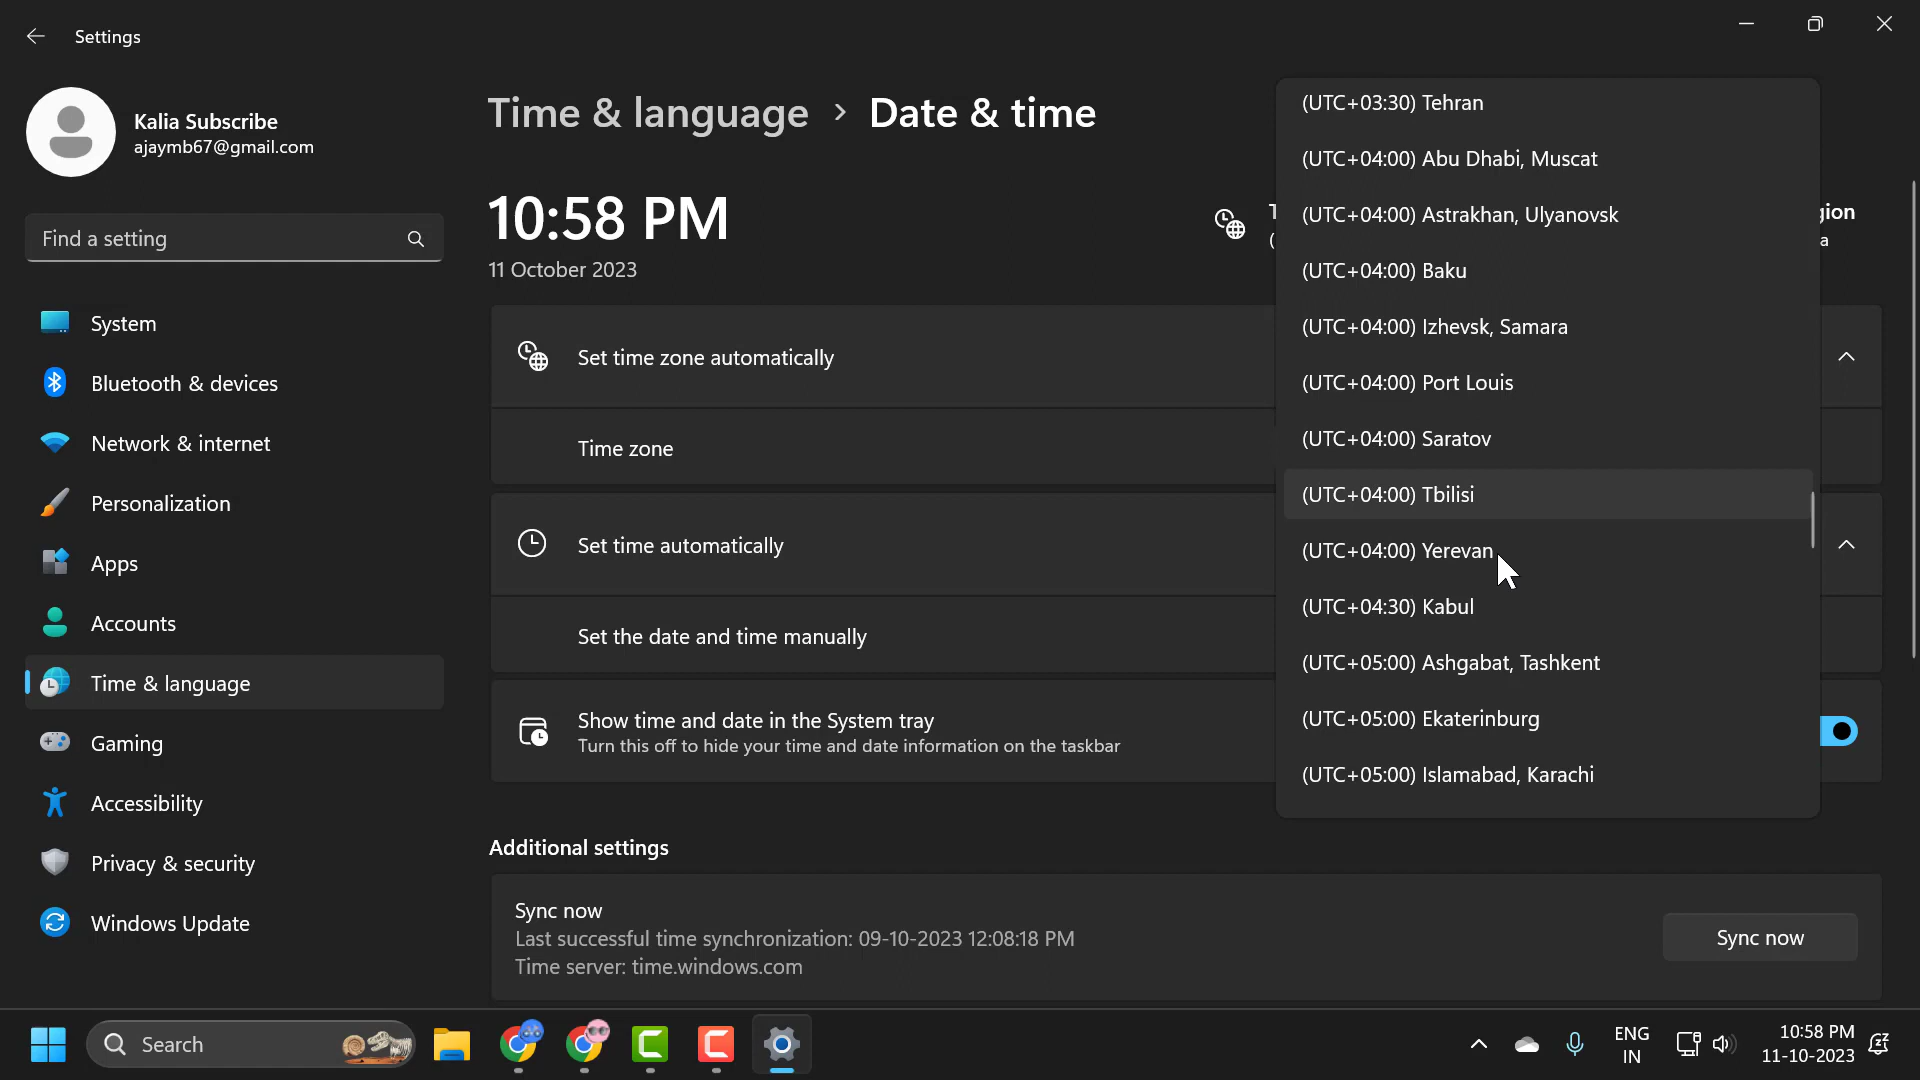 Settings
Kalia Subscribe
ajaymb67@gmail.com
Find a setting
System
Bluetooth & devices
Network & internet
Personalization
Apps
Accounts
Time & language
Gaming
Accessibility
Privacy & security
Windows Update
Time & language > Date & time
10:58 PM
11 October 2023
Set time zone automatically
Time zone
Set time automatically
Set the date and time manually
Show time and date in the System tray
Turn this off to hide your time and date information on the taskbar
Additional settings
Sync now
Last successful time synchronization: 09-10-2023 12:08:18 PM
Time server: time.windows.com
Sync now
(UTC+03:30) Tehran
(UTC+04:00) Abu Dhabi, Muscat
(UTC+04:00) Astrakhan, Ulyanovsk
(UTC+04:00) Baku
(UTC+04:00) Izhevsk, Samara
(UTC+04:00) Port Louis
(UTC+04:00) Saratov
(UTC+04:00) Tbilisi
(UTC+04:00) Yerevan
(UTC+04:30) Kabul
(UTC+05:00) Ashgabat, Tashkent
(UTC+05:00) Ekaterinburg
(UTC+05:00) Islamabad, Karachi
Search
ENG
IN
10:58 PM
11-10-2023